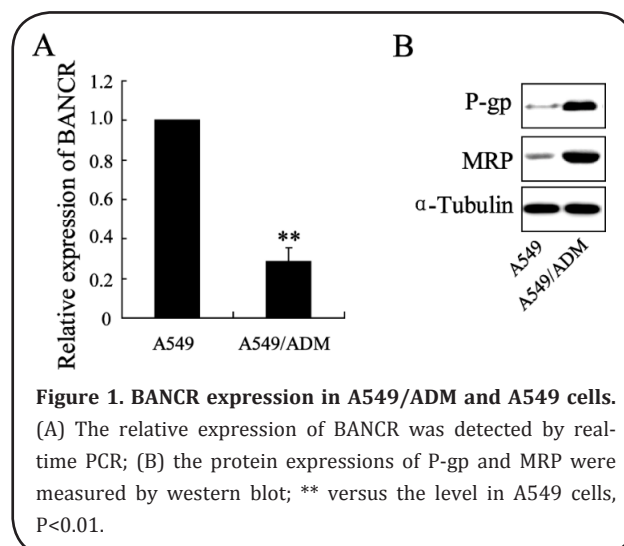 A
B
Relative expression of BANCR
1.2
1.0
0.8
0.6
0.4
0.2
0
**
A549
A549/ADM
P-gp
MRP
α-Tubulin
A549
A549/ADM
Figure 1. BANCR expression in A549/ADM and A549 cells.
(A) The relative expression of BANCR was detected by real-
time PCR; (B) the protein expressions of P-gp and MRP were
measured by western blot; ** versus the level in A549 cells,
P<0.01.